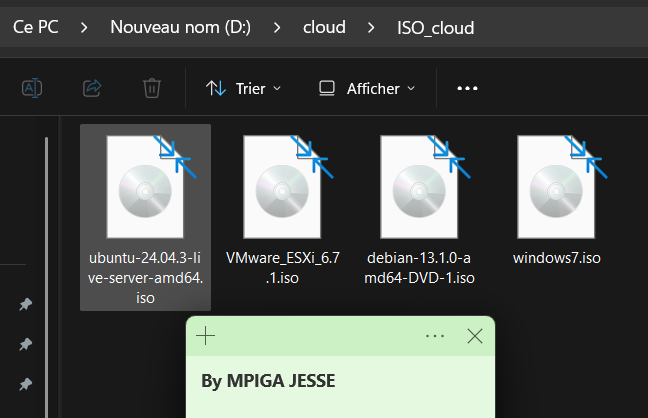 Ce PC > Nouveau nom (D:) > cloud > ISO_cloud
Trier Afficher
ubuntu-24.04.3-li
ve-server-amd64.
iso
VMware_ESXi_6.7
.1.iso
debian-13.1.0-a
md64-DVD-1.iso
windows7.iso
By MPIGA JESSE